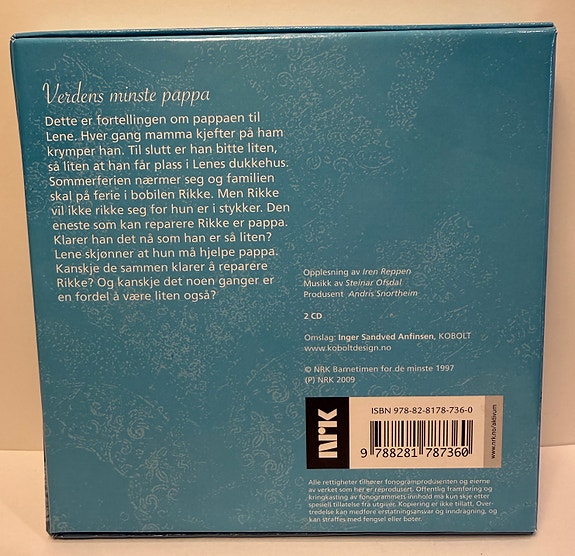 Verdens minste pappa
Dette er fortellingen om pappaen til
Lene. Hver gang mamma kjefter på ham
krymper han. Til slutt er han bitte liten,
så liten at han får plass i Lenes dukkehus.
Sommerferien nærmer seg og familien
skal på ferie i bobilen Rikke. Men Rikke
vil ikke rikke seg for hun er i stykker. Den
eneste som kan reparere Rikke er pappa.
Klarer han det nå som han er så liten?
Lene skjønner at hun må hjelpe pappa.
Kanskje de sammen klarer å reparere
Rikke? Og kanskje det noen ganger er
en fordel å være liten også?
Opplesning av Iren Reppen
Musikk av Steinar Ofsdal
Produsent Andris Snortheim
2 CD
Omslag: Inger Sandved Anfinsen, KOBOLT
www.koboltdesign.no
© NRK Barnetimen for de minste 1997
(P) NRK 2009
NRK
ISBN 978-82-8178-736-0
9 788281 787360
www.nrk.no/aktivum
Alle rettigheter tilhører fonogramprodusenten og eierne
av verket som her er reprodusert. Offentlig framføring og
kringkasting av fonogrammets innhold må kun skje etter
spesiell tillatelse fra utgiver. Kopiering er ikke tillatt. Over-
tredelse kan medføre erstatningsansvar og inndragning, og
kan straffes med fengsel eller bøter.